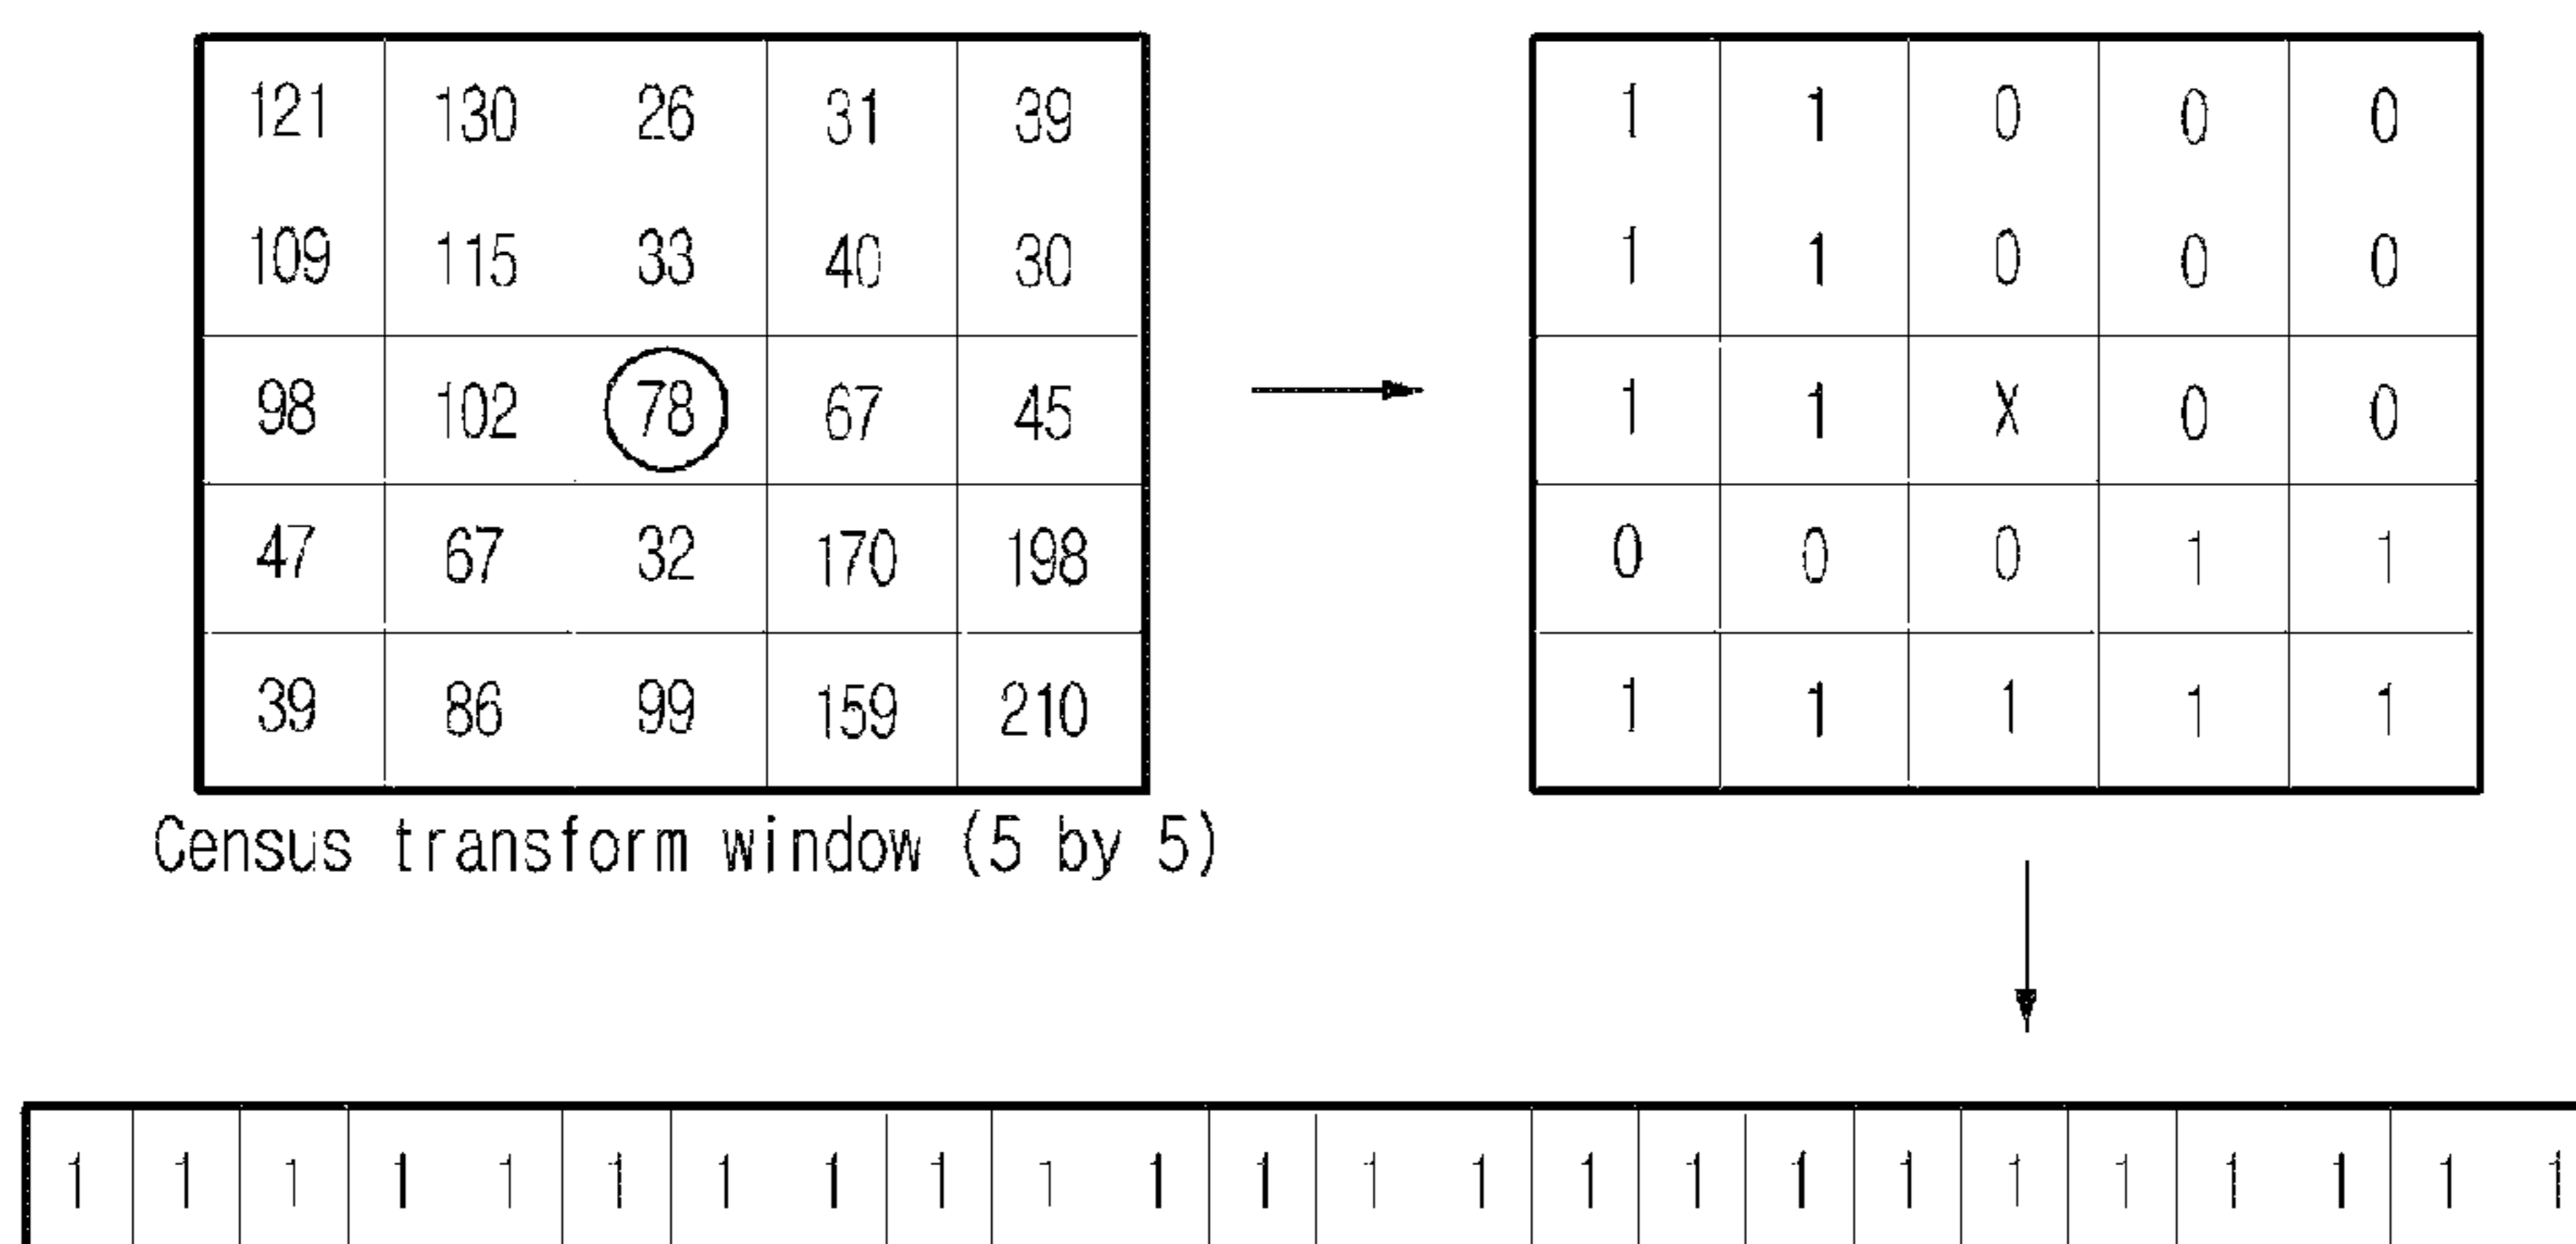 121 130 26 31 39 1 1 0 0 0
109 115 33 40 30 1 1 0 0 0
98 102 78 67 45 1 1 X 0 0
47 67 32 170 198 0 0 0 1 1
39 86 99 159 210 1 1 1 1 1
Census transform window (5 by 5)
1 1 1 1 1 1 1 1 1 1 1 1 1 1 1 1 1 1 1 1 1 1 1 1